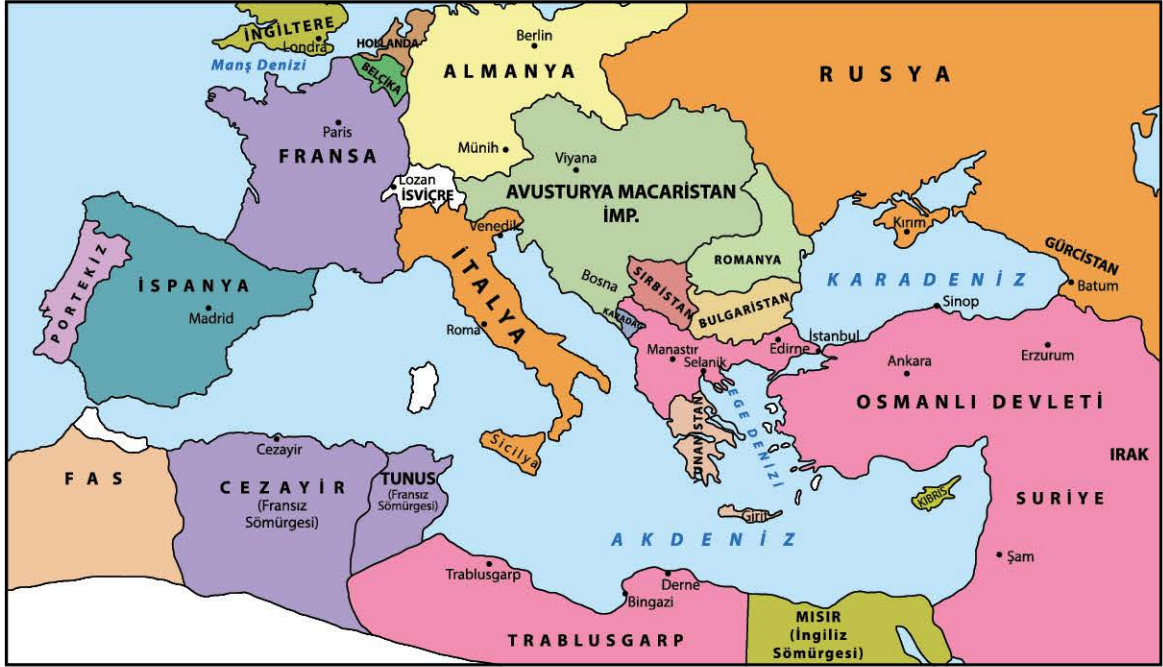 İNGİLTERE
Londra
Manş Denizi
HOLLANDA
BELÇİKA
Berlin
ALMANYA
Münih
RUSYA
Paris
FRANSA
Lozan
İSVİÇRE
Viyana
AVUSTURYA MACARİSTAN
İMP.
Venedik
İTALYA
Roma
Sicilya
Bosna
SIRBİSTAN
KARADAĞ
ROMANYA
BULGARİSTAN
Kırım
GÜRCİSTAN
Batum
KARADENİZ
Sinop
PORTEKİZ
İSPANYA
Madrid
Manastır
Selanik
Edirne
İstanbul
Ankara
Erzurum
OSMANLI DEVLETİ
YUNANİSTAN
EGE DENİZİ
IRAK
SURİYE
Şam
KIBRIS
Girit
AKDENİZ
FAS
Cezayir
CEZAYİR
(Fransız
Sömürgesi)
TUNUS
(Fransız
Sömürgesi)
Trablusgarp
Derne
Bingazi
TRABLUSGARP
MISIR
(İngiliz
Sömürgesi)